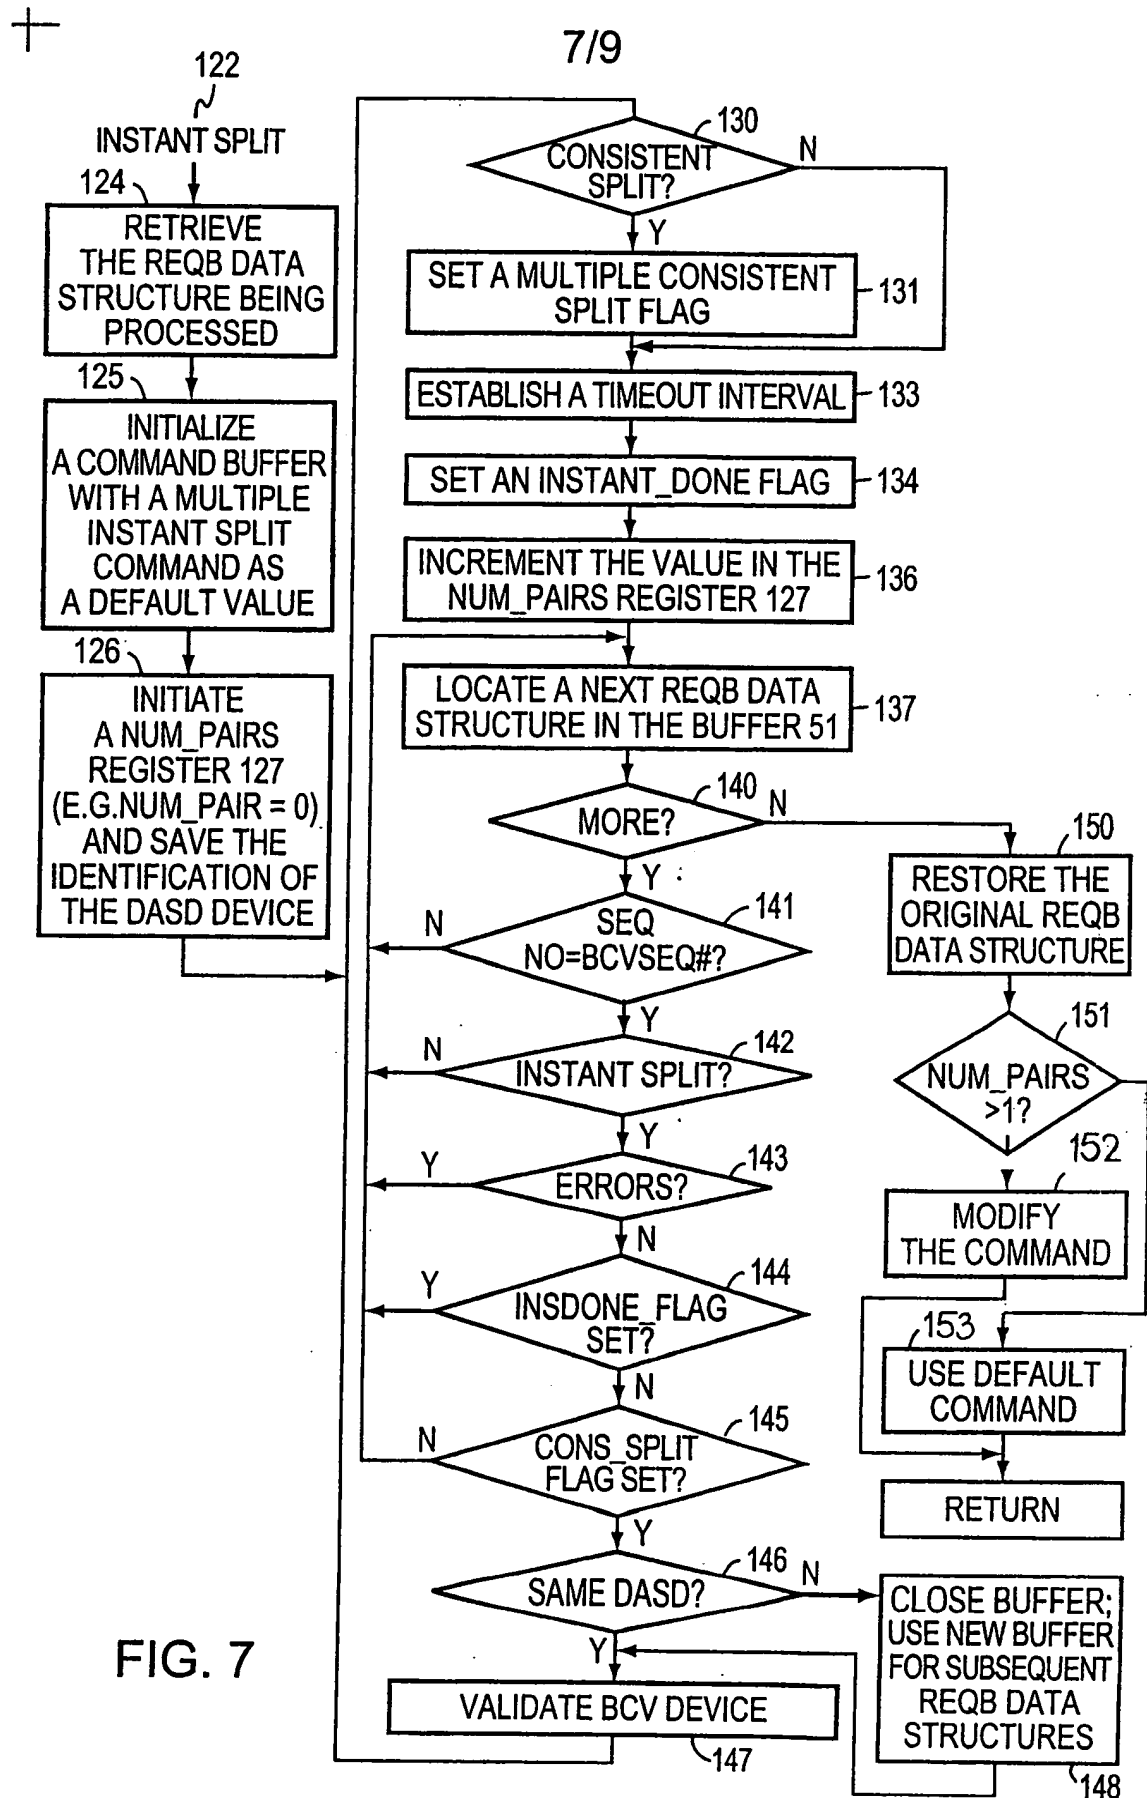 7/9
122
INSTANT SPLIT
124
RETRIEVE
THE REQB DATA
STRUCTURE BEING
PROCESSED
125
INITIALIZE
A COMMAND BUFFER
WITH A MULTIPLE
INSTANT SPLIT
COMMAND AS
A DEFAULT VALUE
126
INITIATE
A NUM_PAIRS
REGISTER 127
(E.G.NUM_PAIR = 0)
AND SAVE THE
IDENTIFICATION OF
THE DASD DEVICE
130
CONSISTENT
SPLIT?
N
Y
SET A MULTIPLE CONSISTENT
SPLIT FLAG
131
ESTABLISH A TIMEOUT INTERVAL
133
SET AN INSTANT_DONE FLAG
134
INCREMENT THE VALUE IN THE
NUM_PAIRS REGISTER 127
136
LOCATE A NEXT REQB DATA
STRUCTURE IN THE BUFFER 51
137
140
MORE?
N
Y
141
SEQ
NO=BCVSEQ#?
N
Y
142
INSTANT SPLIT?
N
Y
143
ERRORS?
Y
N
144
INSDONE_FLAG
SET?
Y
N
145
CONS_SPLIT
FLAG SET?
N
Y
146
SAME DASD?
N
Y
VALIDATE BCV DEVICE
147
CLOSE BUFFER;
USE NEW BUFFER
FOR SUBSEQUENT
REQB DATA
STRUCTURES
148
150
RESTORE THE
ORIGINAL REQB
DATA STRUCTURE
151
NUM_PAIRS
>1?
152
MODIFY
THE COMMAND
153
USE DEFAULT
COMMAND
RETURN
FIG. 7